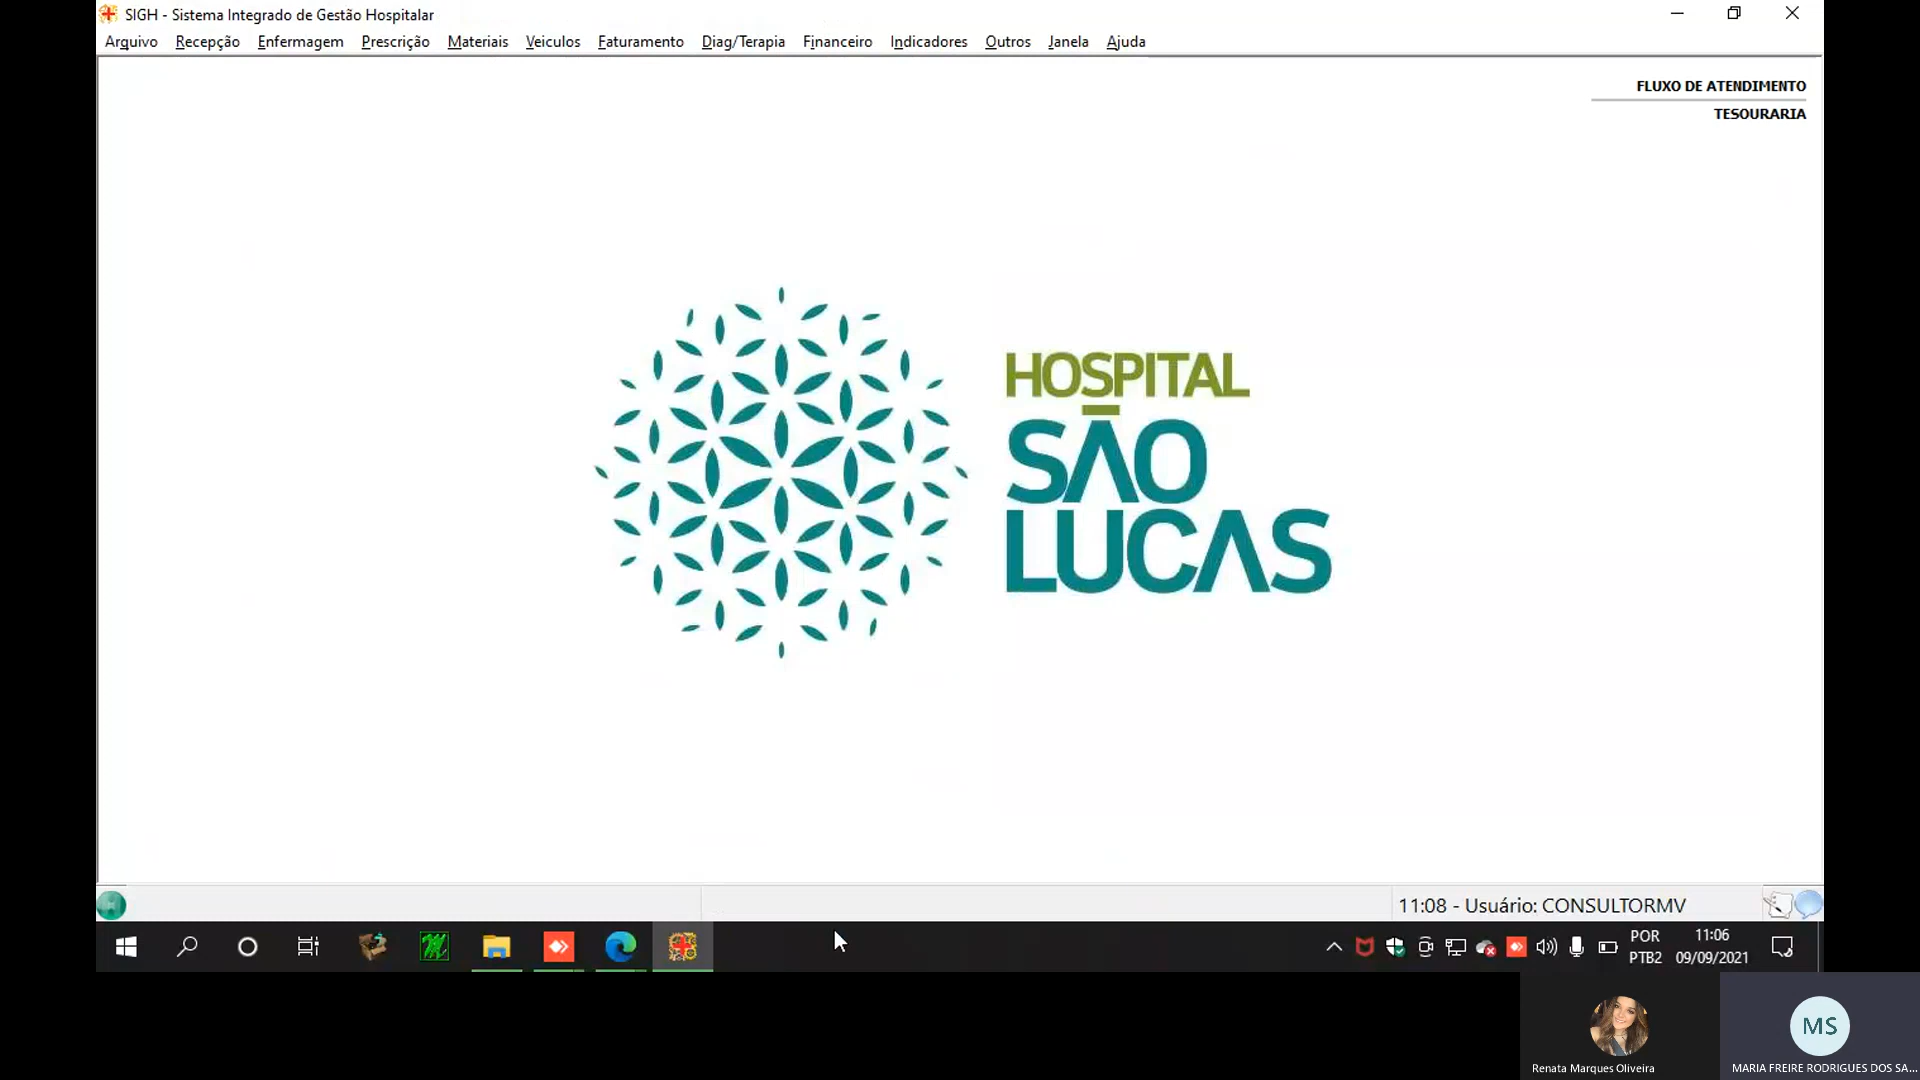 SIGH - Sistema Integrado de Gestão Hospitalar
Arquivo Recepção Enfermagem Prescrição Materiais Veiculos Faturamento Diag/Terapia Financeiro Indicadores Outros Janela Ajuda
FLUXO DE ATENDIMENTO
TESOURARIA
HOSPITAL
SÃO
LUCAS
11:08 - Usuário: CONSULTORMV
POR
PTB2
11:06
09/09/2021
MS
Renata Marques Oliveira
MARIA FREIRE RODRIGUES DOS SA...